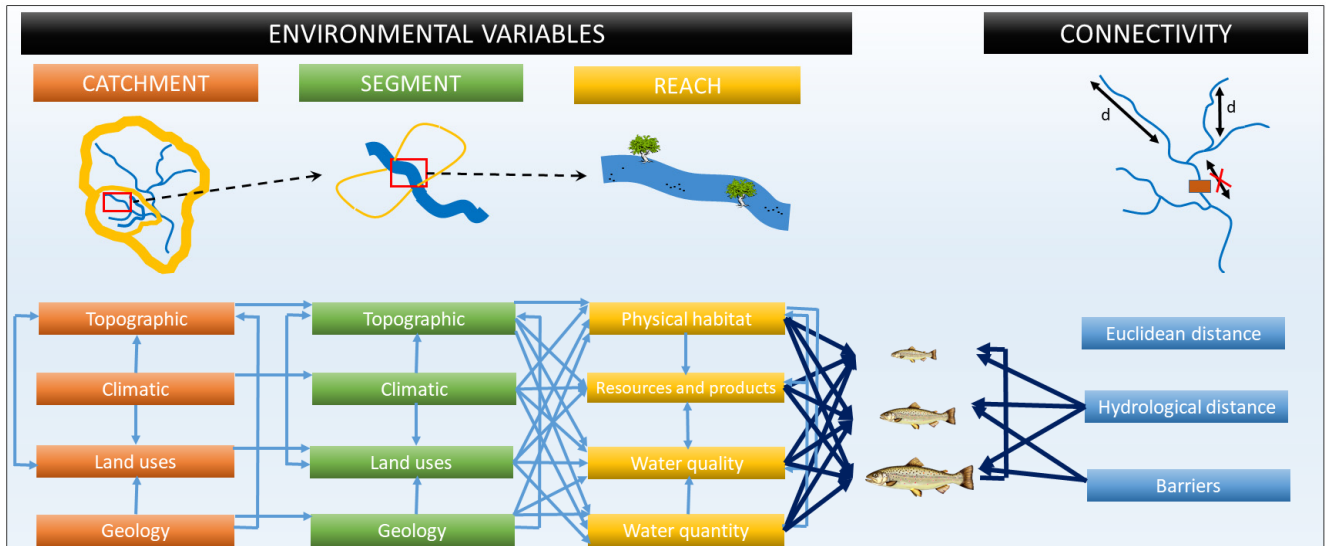 ENVIRONMENTAL VARIABLES
CONNECTIVITY
CATCHMENT
SEGMENT
REACH
d
d
Topographic
Topographic
Physical habitat
Euclidean distance
Climatic
Climatic
Resources and products
Hydrological distance
Land uses
Land uses
Water quality
Barriers
Geology
Geology
Water quantity